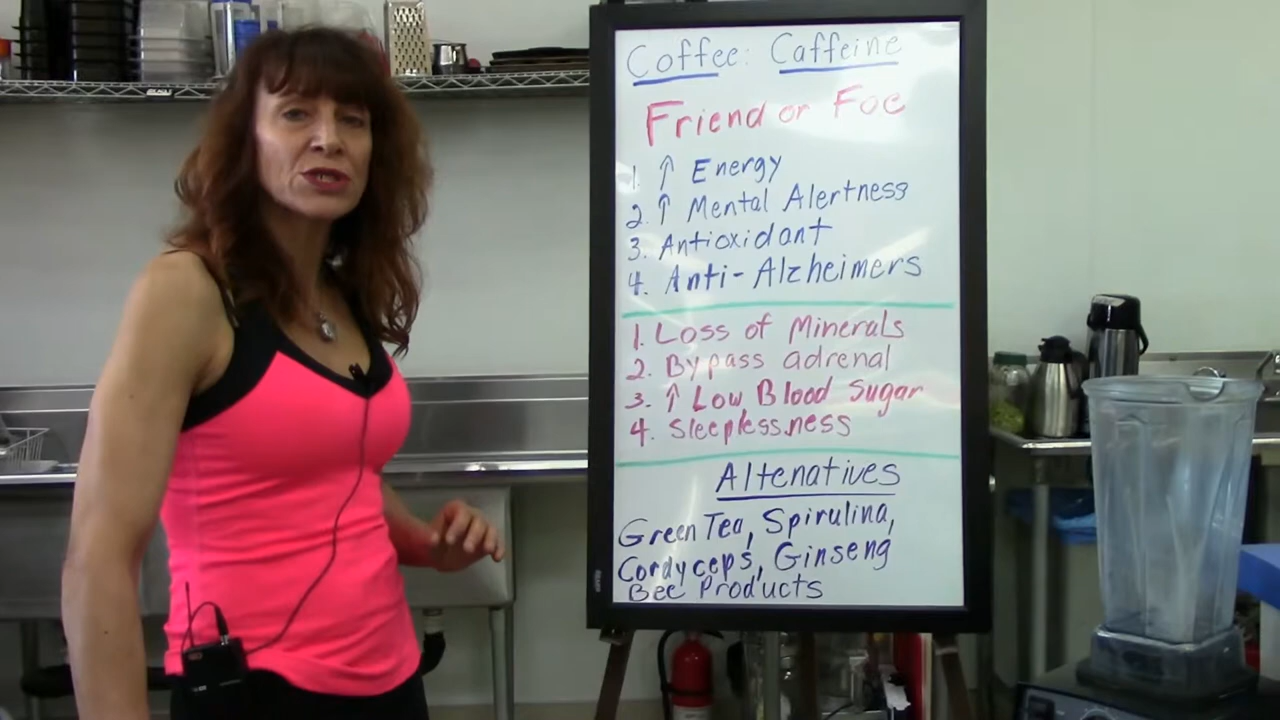 Coffee: Caffeine
Friend or Foe
1. ↑ Energy
2. ↑ Mental Alertness
3. Antioxidant
4. Anti-Alzheimers
1. Loss of Minerals
2. Bypass adrenal
3. ↑ Low Blood Sugar
4. Sleeplessness
Altenatives
Green Tea, Spirulina,
Cordyceps, Ginseng
Bee Products